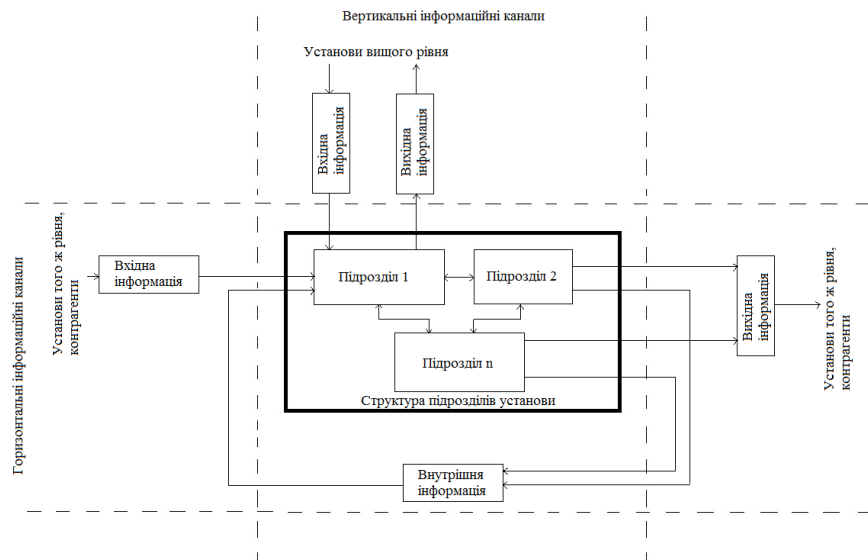 Вертикальні інформаційні канали
Установи вищого рівня
Вхідна
інформація
Вихідна
інформація
Горизонтальні інформаційні канали
Установи того ж рівня,
контрагенти
Вхідна
інформація
Підрозділ 1
Підрозділ 2
Підрозділ n
Структура підрозділів установи
Вихідна
інформація
Установи того ж рівня,
контрагенти
Внутрішня
інформація